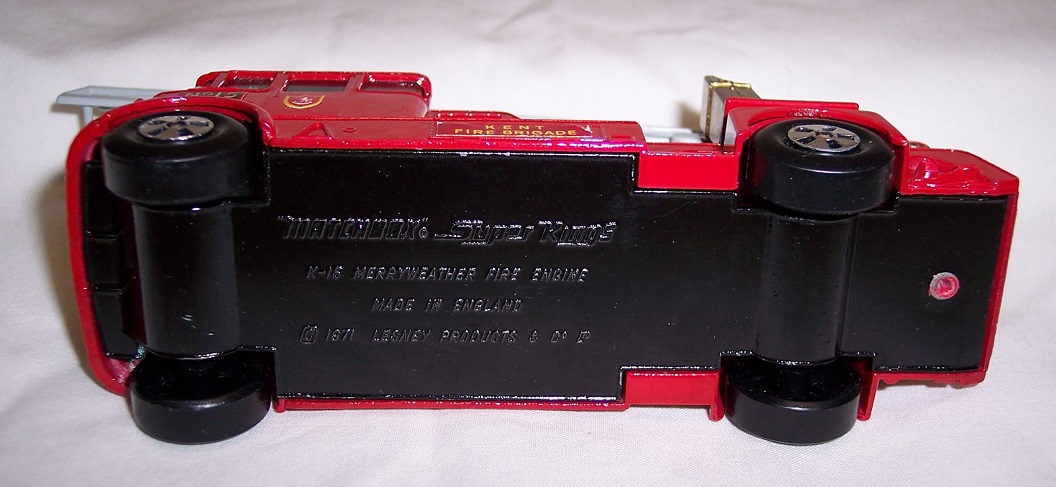 KENT
FIRE BRIGADE
"MATCHBOX"® Super Kings
K-15 MERRYWEATHER FIRE ENGINE
MADE IN ENGLAND
© 1971 LESNEY PRODUCTS & Cº Lᵀᴰ